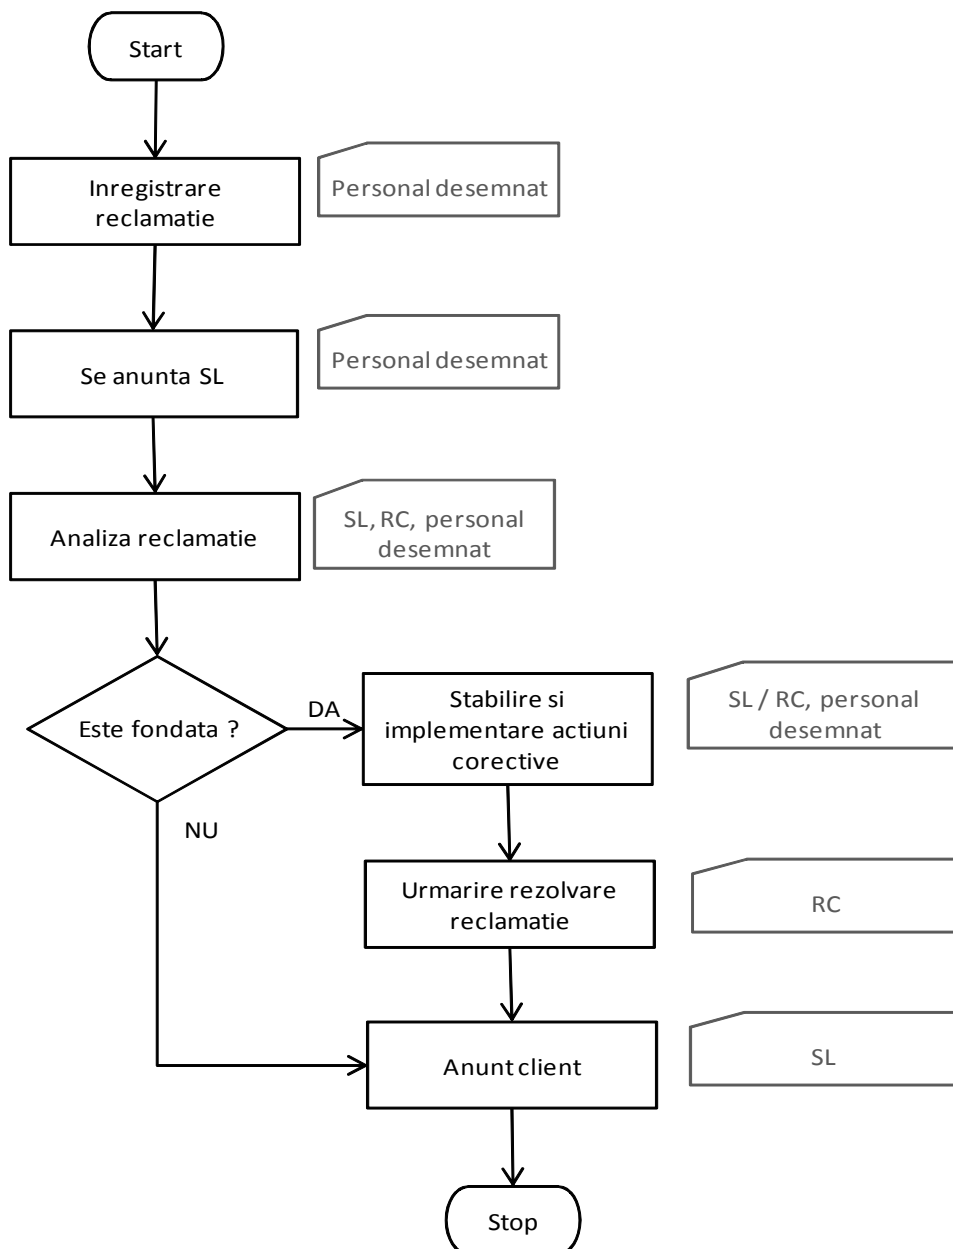 Start
Inregistrare
reclamatie
Personal desemnat
Se anunta SL
Personal desemnat
Analiza reclamatie
SL, RC, personal
desemnat
Este fondata ?
DA
Stabilire si
implementare actiuni
corective
SL / RC, personal
desemnat
NU
Urmarire rezolvare
reclamatie
RC
Anunt client
SL
Stop